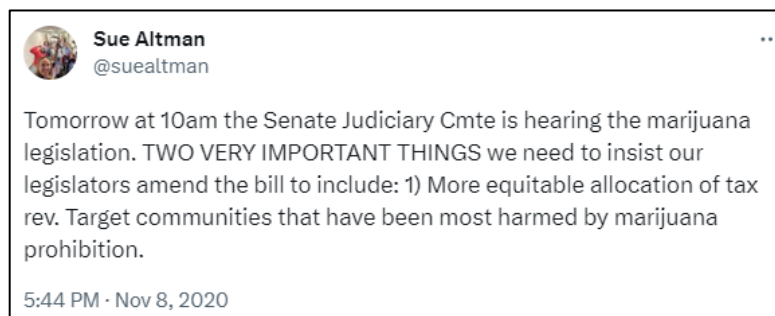 Sue Altman
@suealtman
Tomorrow at 10am the Senate Judiciary Cmte is hearing the marijuana
legislation. TWO VERY IMPORTANT THINGS we need to insist our
legislators amend the bill to include: 1) More equitable allocation of tax
rev. Target communities that have been most harmed by marijuana
prohibition.
5:44 PM · Nov 8, 2020